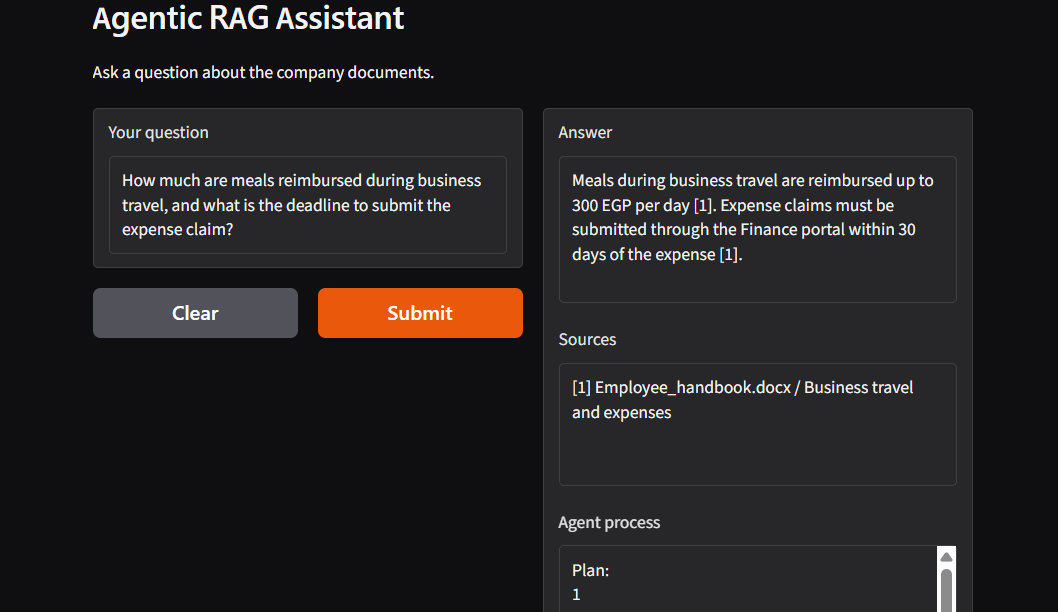 Agentic RAG Assistant
Ask a question about the company documents.
Your question
How much are meals reimbursed during business
travel, and what is the deadline to submit the
expense claim?
Clear
Submit
Answer
Meals during business travel are reimbursed up to
300 EGP per day [1]. Expense claims must be
submitted through the Finance portal within 30
days of the expense [1].
Sources
[1] Employee_handbook.docx / Business travel
and expenses
Agent process
Plan:
1